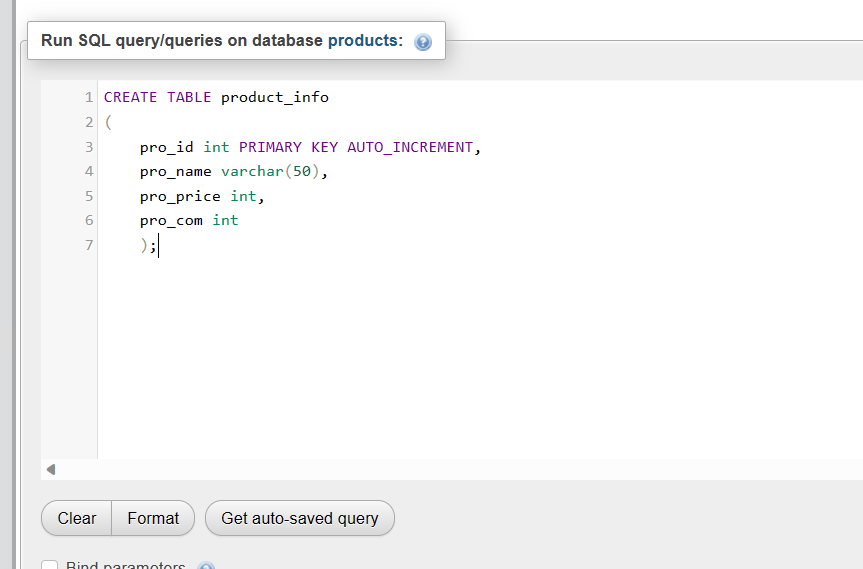 Run SQL query/queries on database products:
1 CREATE TABLE product_info
2 (
3 pro_id int PRIMARY KEY AUTO_INCREMENT,
4 pro_name varchar(50),
5 pro_price int,
6 pro_com int
7 );
Clear Format Get auto-saved query
Bind parameters